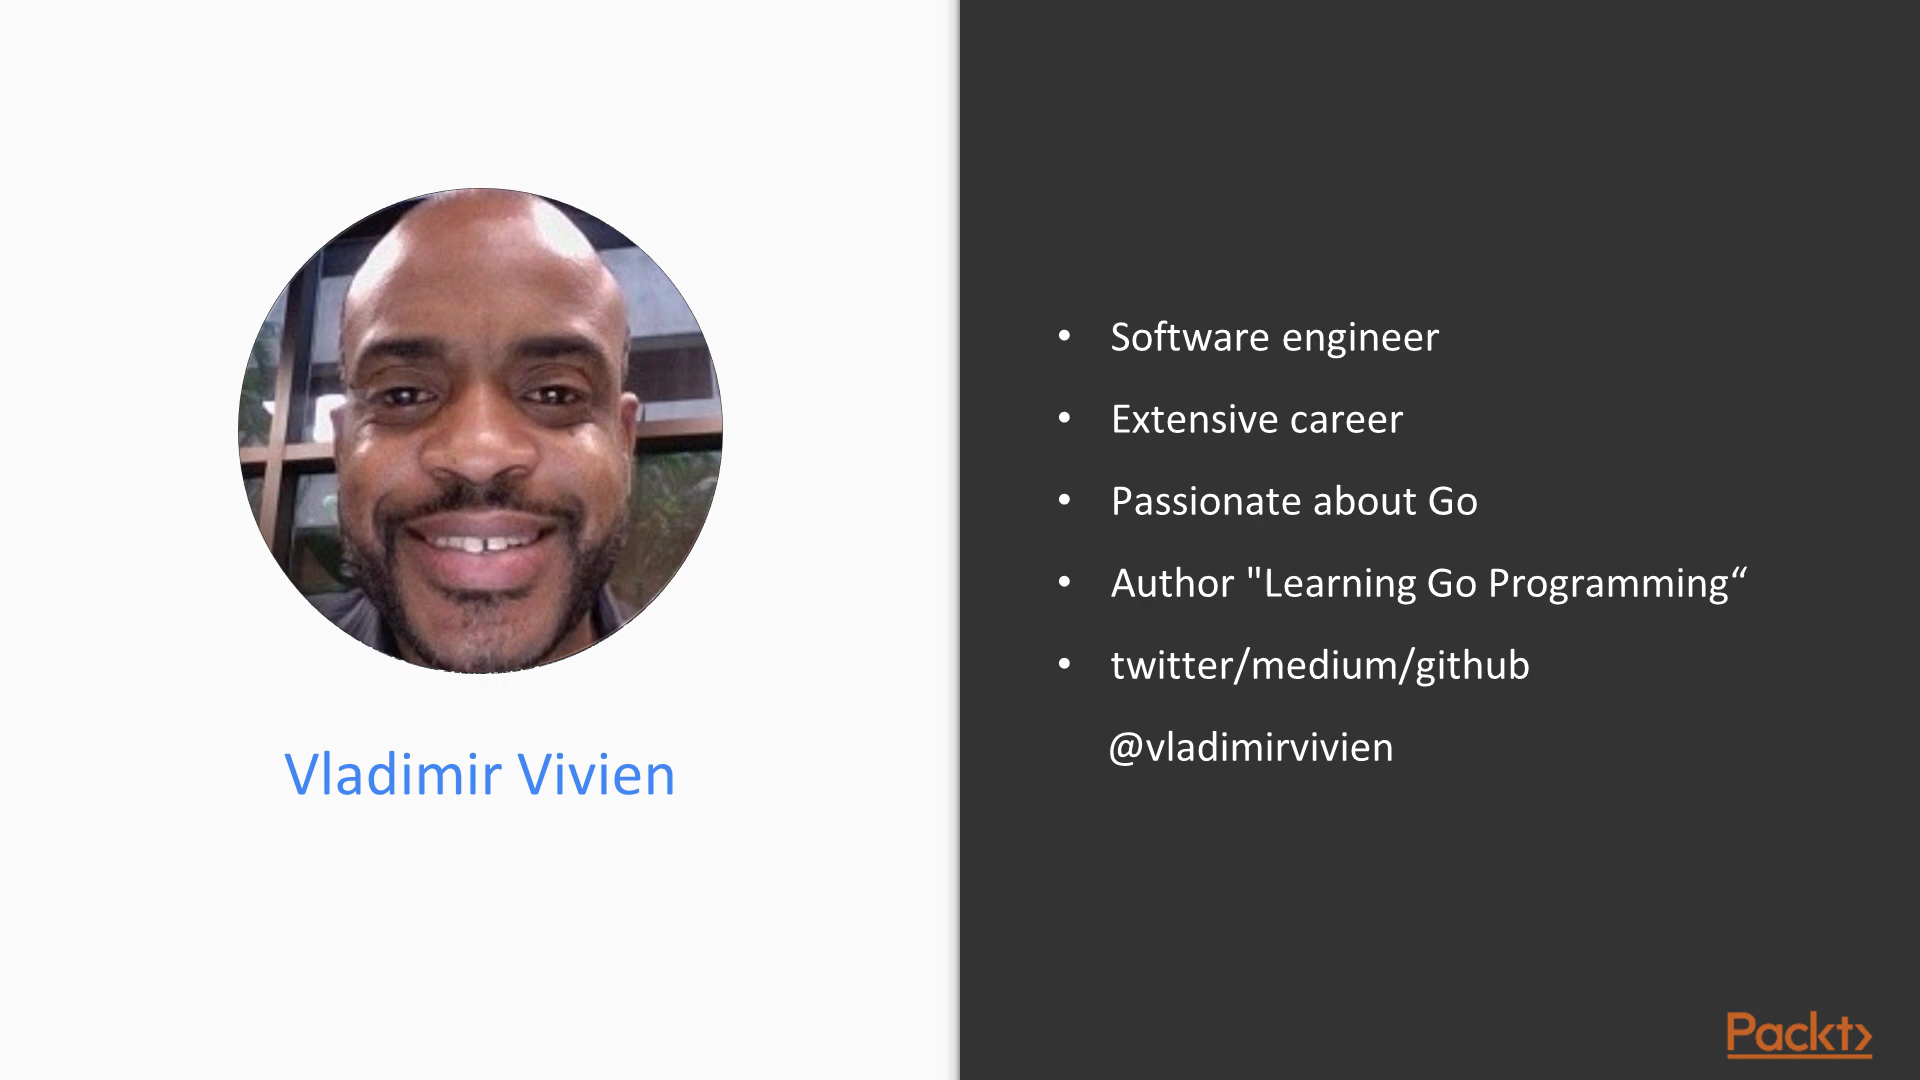 Vladimir Vivien
• Software engineer
• Extensive career
• Passionate about Go
• Author "Learning Go Programming“
• twitter/medium/github
@vladimirvivien
Packt>